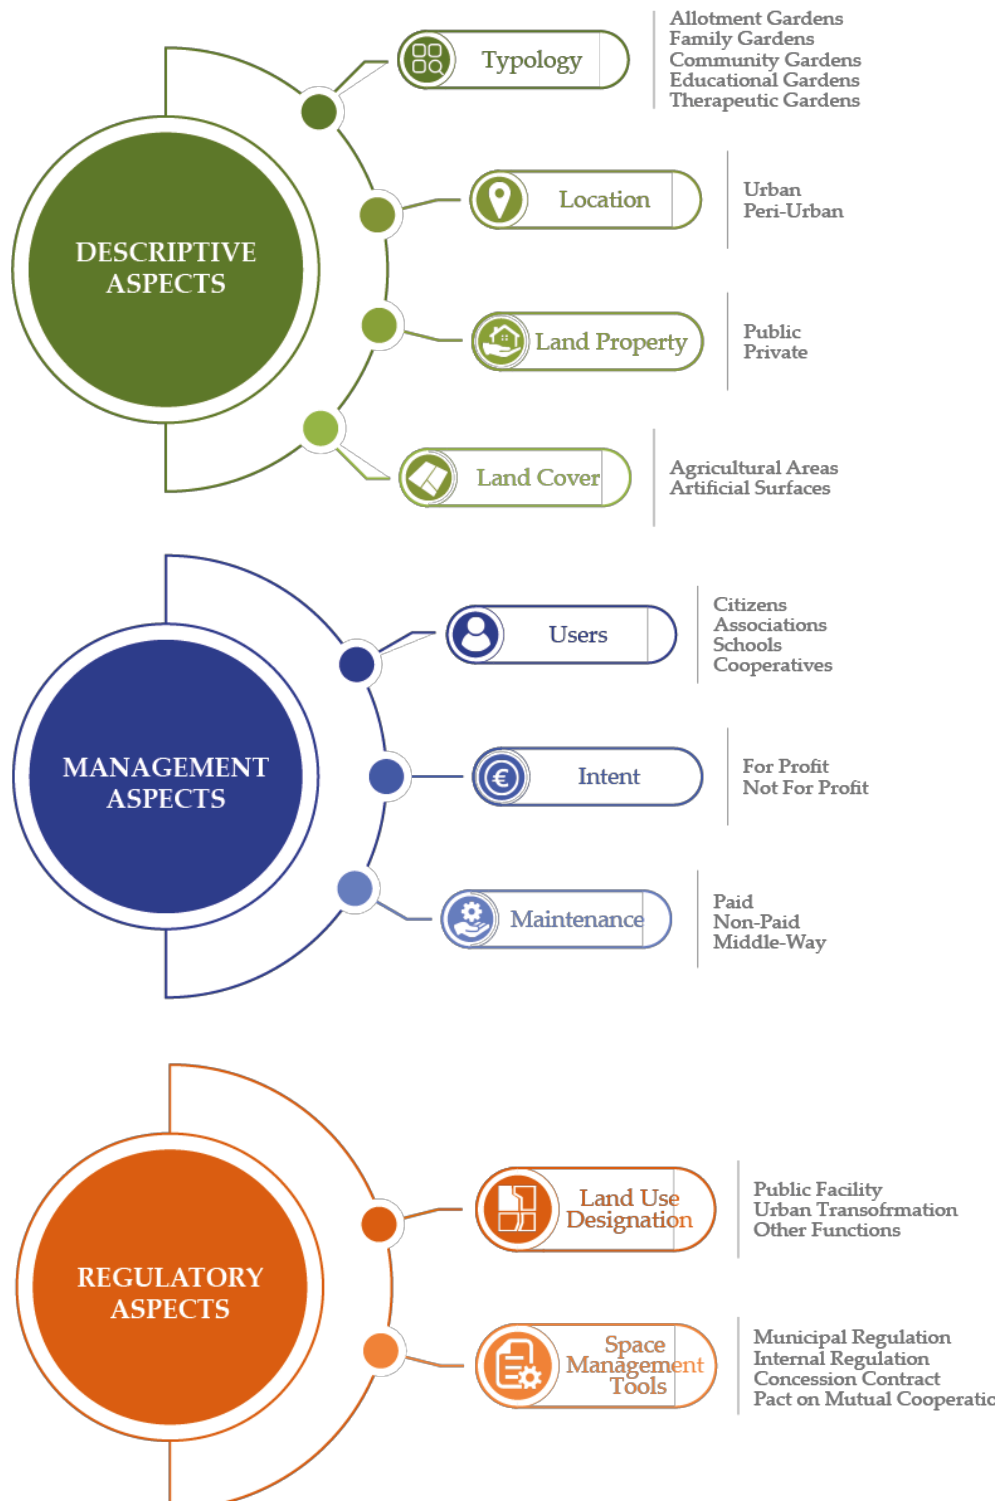 DESCRIPTIVE
ASPECTS
Typology
Allotment Gardens
Family Gardens
Community Gardens
Educational Gardens
Therapeutic Gardens
Location
Urban
Peri-Urban
Land Property
Public
Private
Land Cover
Agricultural Areas
Artificial Surfaces
MANAGEMENT
ASPECTS
Users
Citizens
Associations
Schools
Cooperatives
Intent
€
For Profit
Not For Profit
Maintenance
Paid
Non-Paid
Middle-Way
REGULATORY
ASPECTS
Land Use
Designation
Public Facility
Urban Transofrmation
Other Functions
Space
Management
Tools
Municipal Regulation
Internal Regulation
Concession Contract
Pact on Mutual Cooperatio